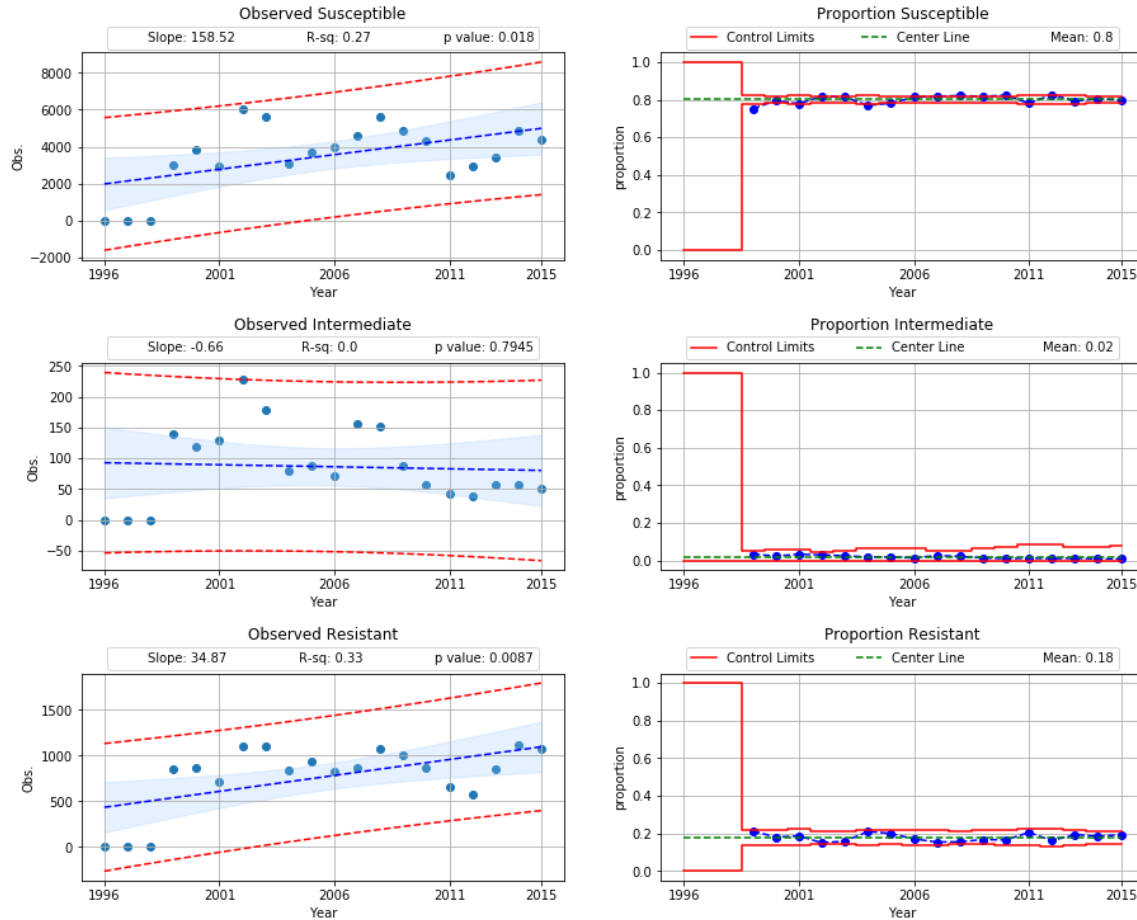 Observed Susceptible
Slope: 158.52 R-sq: 0.27 p value: 0.018
8000
6000
4000
2000
0
−2000
Obs.
1996 2001 2006 2011 2015
Year
Proportion Susceptible
Control Limits Center Line Mean: 0.8
1.0
0.8
0.6
0.4
0.2
0.0
proportion
1996 2001 2006 2011 2015
Year
Observed Intermediate
Slope: -0.66 R-sq: 0.0 p value: 0.7945
250
200
150
100
50
0
−50
Obs.
1996 2001 2006 2011 2015
Year
Proportion Intermediate
Control Limits Center Line Mean: 0.02
1.0
0.8
0.6
0.4
0.2
0.0
proportion
1996 2001 2006 2011 2015
Year
Observed Resistant
Slope: 34.87 R-sq: 0.33 p value: 0.0087
1500
1000
500
0
Obs.
1996 2001 2006 2011 2015
Year
Proportion Resistant
Control Limits Center Line Mean: 0.18
1.0
0.8
0.6
0.4
0.2
0.0
proportion
1996 2001 2006 2011 2015
Year